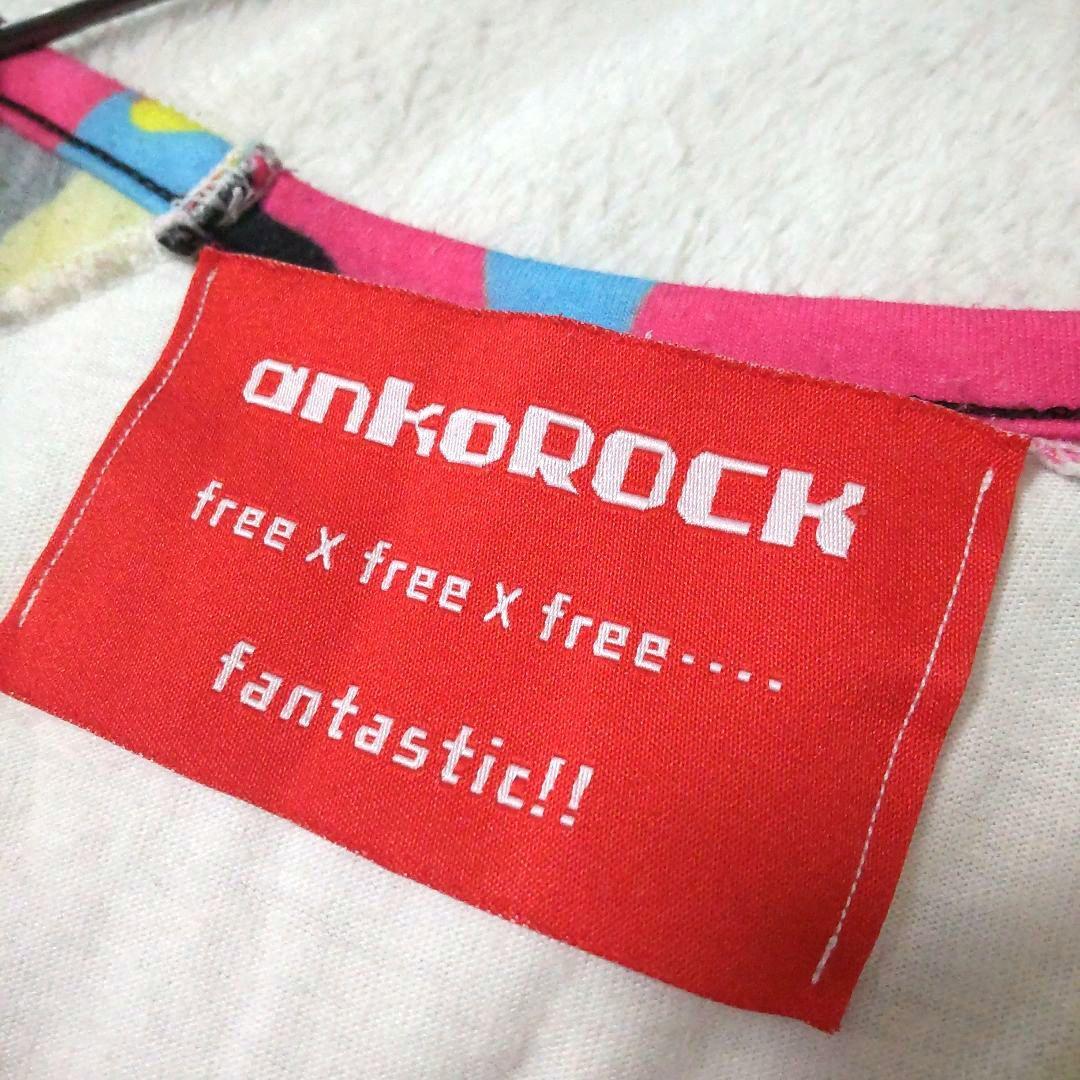 ankoROCK
free x free x free....
fantastic!!